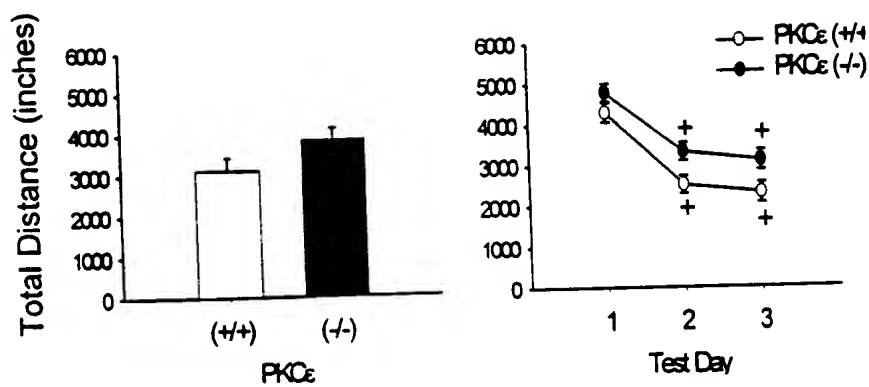 Total Distance (inches)
6000
5000
4000
3000
2000
1000
0
(+/+) (-/-)
PKCε
PKCε (+/+
PKCε (-/-)
6000
5000
4000
3000
2000
1000
0
+ +
+ +
1 2 3
Test Day